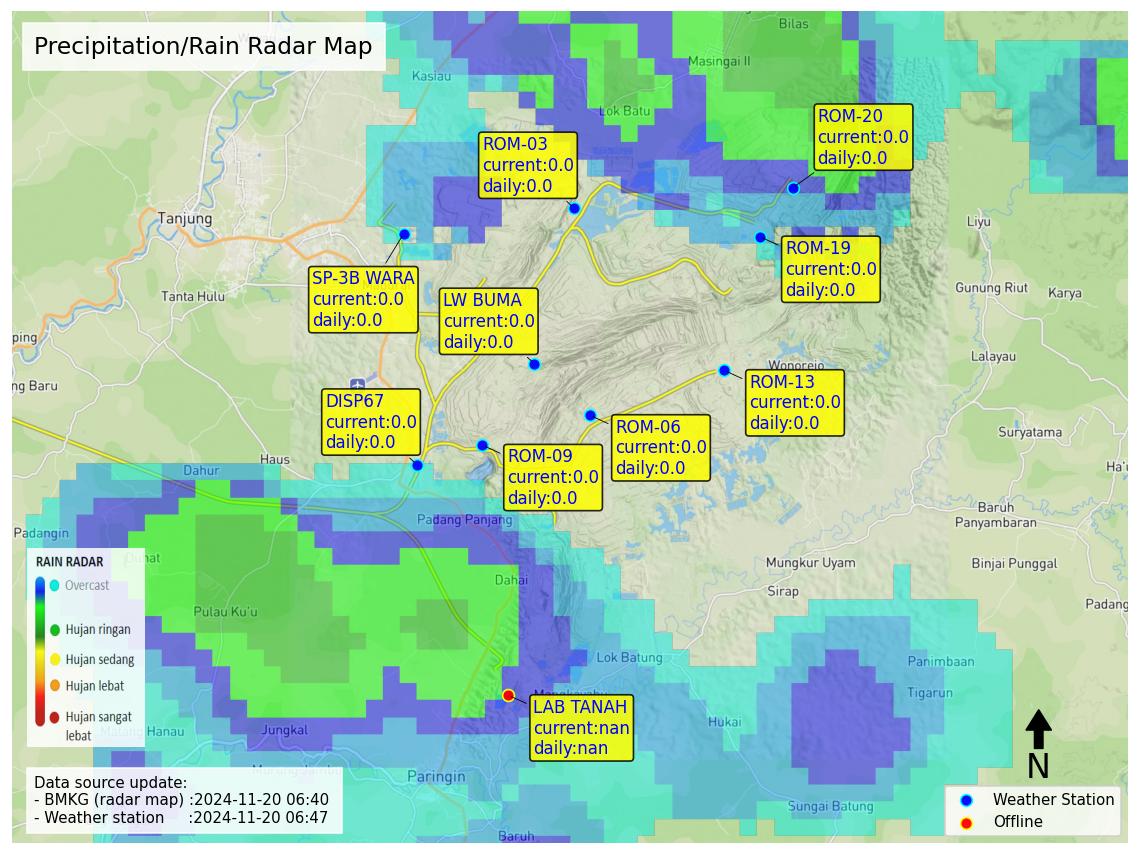 Precipitation/Rain Radar Map
Bilas
Masingai II
Kasiau
Lok Batu
ROM-20
current:0.0
daily:0.0
ROM-03
current:0.0
daily:0.0
Tanjung
Liyu
ROM-19
current:0.0
daily:0.0
SP-3B WARA
current:0.0
daily:0.0
Tanta Hulu
LW BUMA
current:0.0
daily:0.0
Gunung Riut
Karya
ping
Lalayau
Wonorejo
ng Baru
ROM-13
current:0.0
daily:0.0
DISP67
current:0.0
daily:0.0
ROM-06
current:0.0
daily:0.0
Suryatama
ROM-09
current:0.0
daily:0.0
Haus
Dahur
Ha'u
Baruh
Panyambaran
Padang Panjang
Padangin
Mungkur Uyam
Binjai Punggal
RAIN RADAR
Overcast
Hujan ringan
Hujan sedang
Hujan lebat
Hujan sangat
lebat
Dahai
Sirap
Padang
Pulau Ku'u
Lok Batung
Panimbaan
Tigarun
LAB TANAH
current:nan
daily:nan
Hukai
Jungkal
Hanau
Paringin
N
Data source update:
- BMKG (radar map) :2024-11-20 06:40
- Weather station :2024-11-20 06:47
Sungai Batung
Weather Station
Offline
Baruh